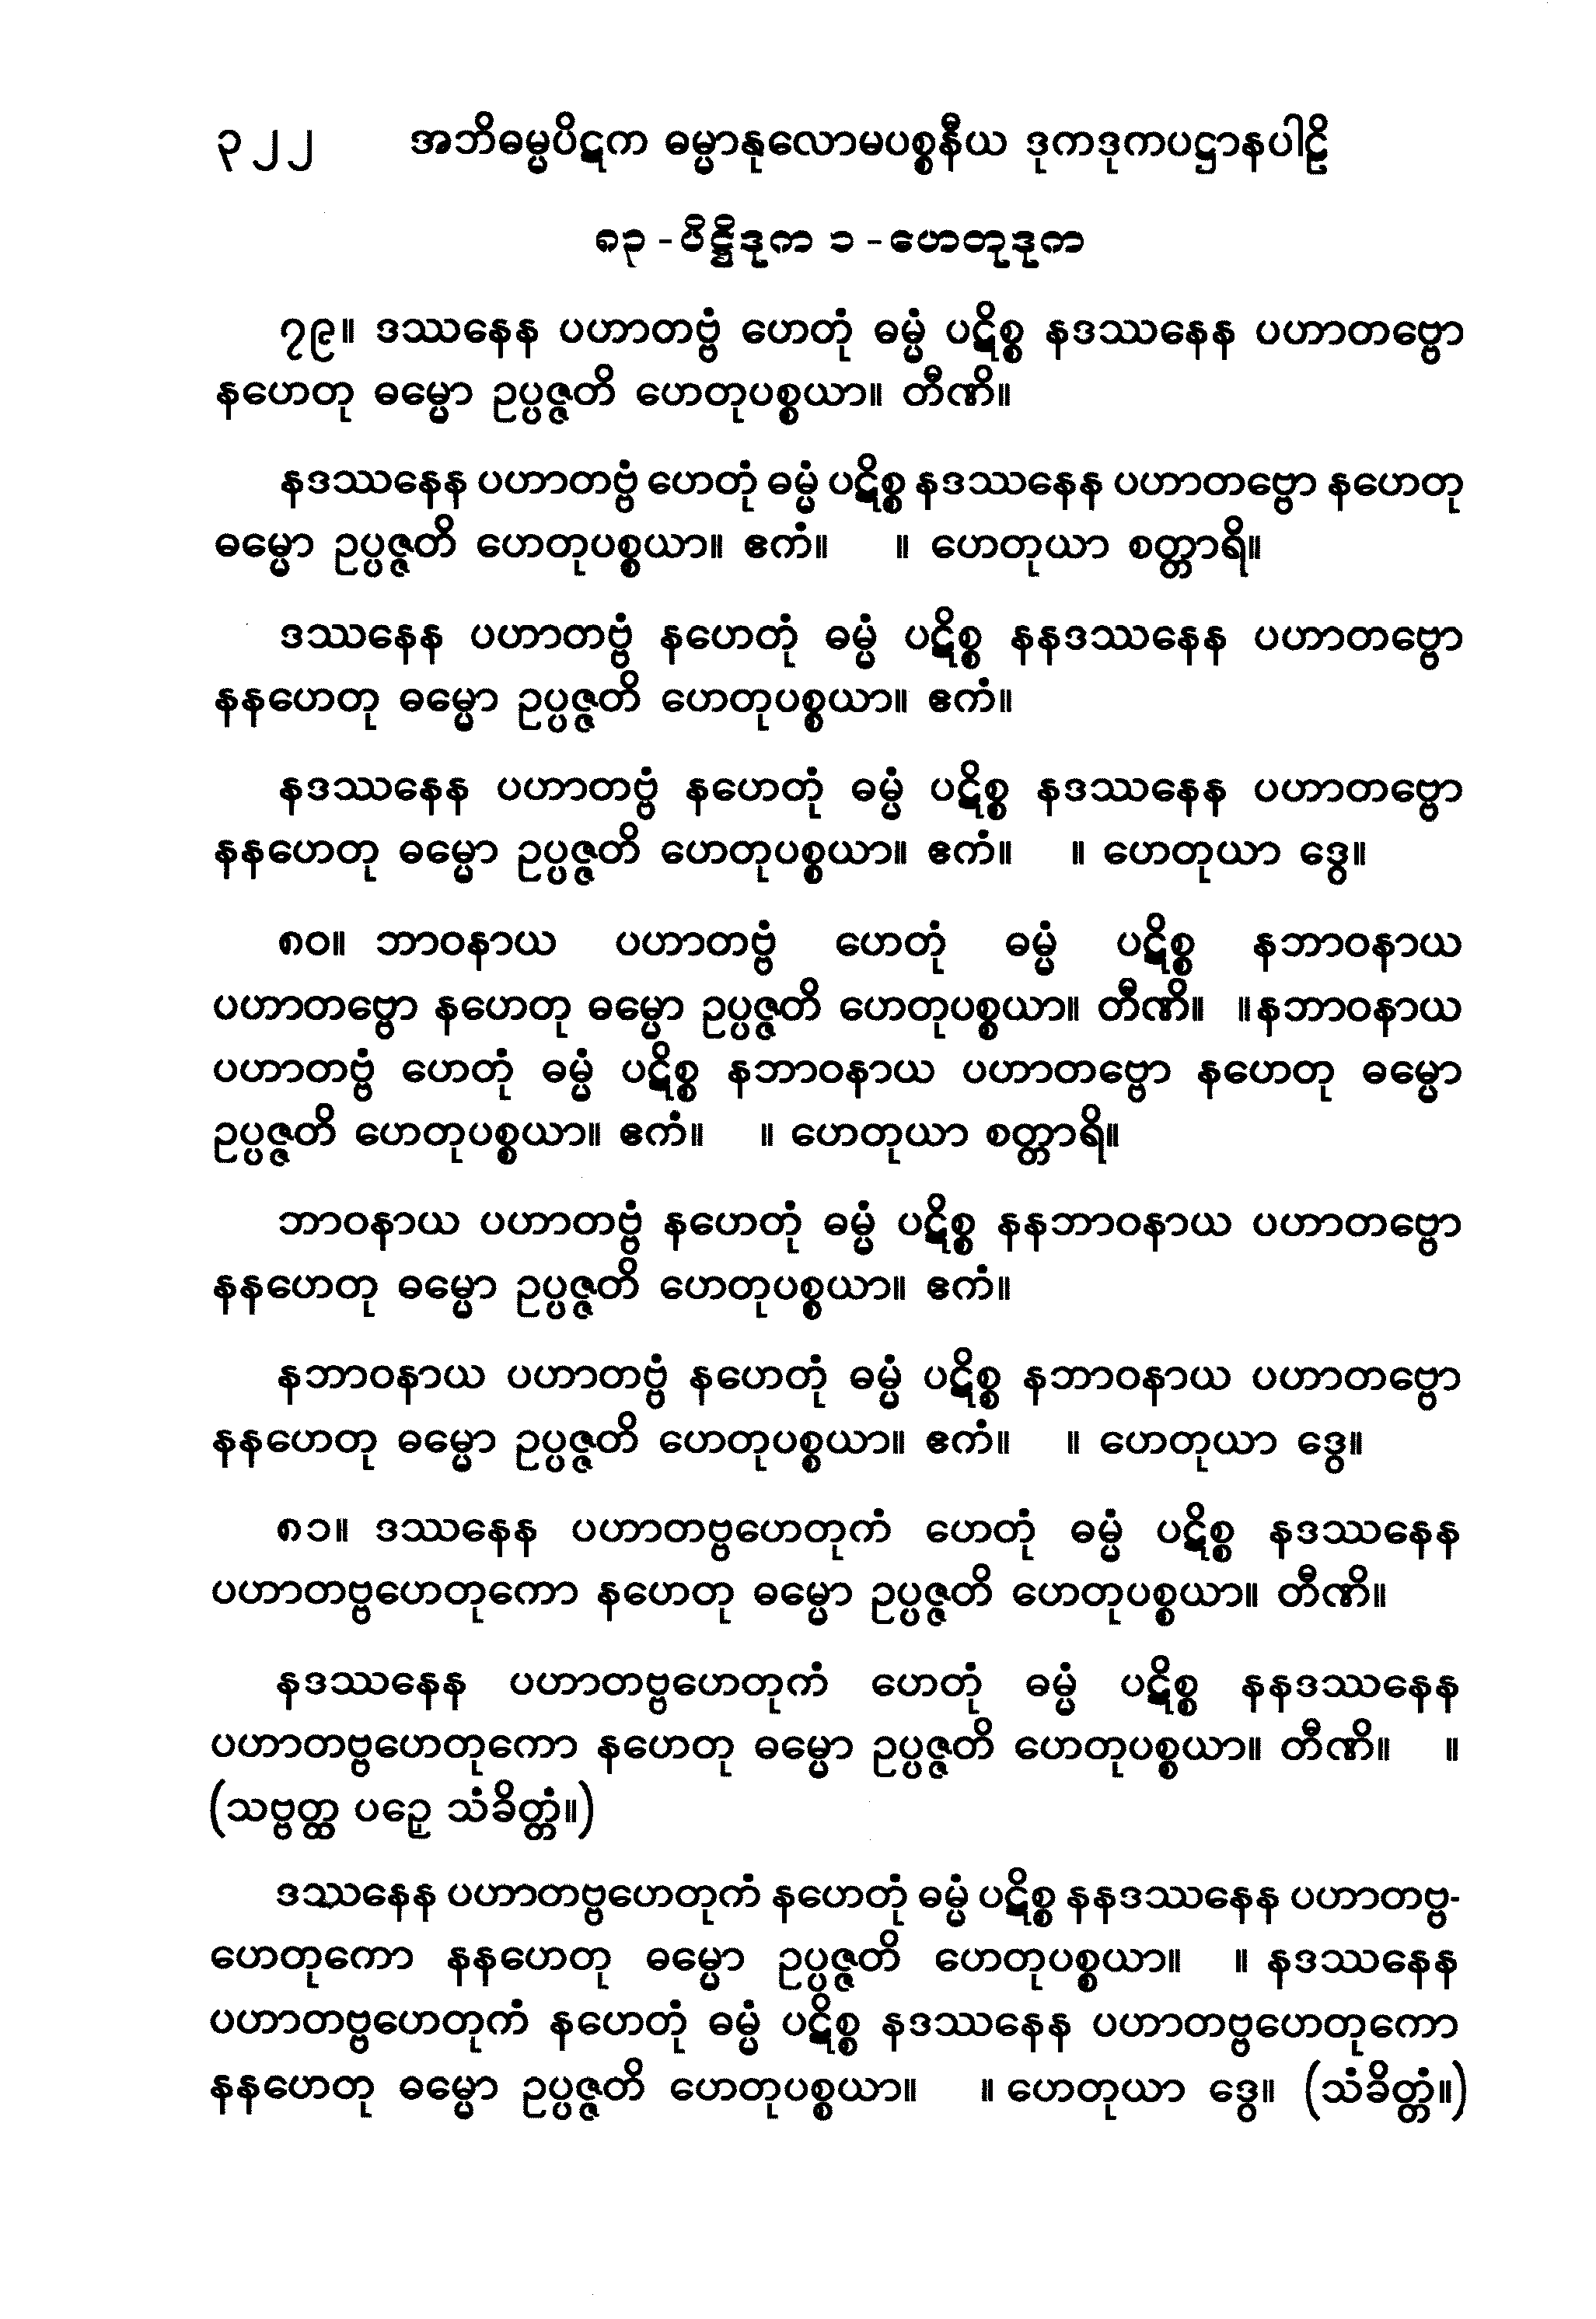 ၃၂၂ အဘိဓမ္မပိဋက ဓမ္မာနုလောမပစ္စနီယ ဒုကဒုကပဋ္ဌာနပါဠိ
၈၃ - ပိဋ္ဌိဒုက ၁ - ဟေတုဒုက
၇၉။ ဒဿနေန ပဟာတဗ္ဗံ ဟေတုံ ဓမ္မံ ပဋိစ္စ နဒဿနေန ပဟာတဗ္ဗော
နဟေတု ဓမ္မော ဥပ္ပဇ္ဇတိ ဟေတုပစ္စယာ။ တီဏိ။
နဒဿနေန ပဟာတဗ္ဗံ ဟေတုံ ဓမ္မံ ပဋိစ္စ နဒဿနေန ပဟာတဗ္ဗော နဟေတု
ဓမ္မော ဥပ္ပဇ္ဇတိ ဟေတုပစ္စယာ။ ဧကံ။ ။ ဟေတုယာ စတ္တာရိ။
ဒဿနေန ပဟာတဗ္ဗံ နဟေတုံ ဓမ္မံ ပဋိစ္စ နနဒဿနေန ပဟာတဗ္ဗော
နနဟေတု ဓမ္မော ဥပ္ပဇ္ဇတိ ဟေတုပစ္စယာ။ ဧကံ။
နဒဿနေန ပဟာတဗ္ဗံ နဟေတုံ ဓမ္မံ ပဋိစ္စ နဒဿနေန ပဟာတဗ္ဗော
နနဟေတု ဓမ္မော ဥပ္ပဇ္ဇတိ ဟေတုပစ္စယာ။ ဧကံ။ ။ ဟေတုယာ ဒွေ။
၈၀။ ဘာဝနာယ ပဟာတဗ္ဗံ ဟေတုံ ဓမ္မံ ပဋိစ္စ နဘာဝနာယ
ပဟာတဗ္ဗော နဟေတု ဓမ္မော ဥပ္ပဇ္ဇတိ ဟေတုပစ္စယာ။ တီဏိ။ ။နဘာဝနာယ
ပဟာတဗ္ဗံ ဟေတုံ ဓမ္မံ ပဋိစ္စ နဘာဝနာယ ပဟာတဗ္ဗော နဟေတု ဓမ္မော
ဥပ္ပဇ္ဇတိ ဟေတုပစ္စယာ။ ဧကံ။ ။ ဟေတုယာ စတ္တာရိ။
ဘာဝနာယ ပဟာတဗ္ဗံ နဟေတုံ ဓမ္မံ ပဋိစ္စ နနဘာဝနာယ ပဟာတဗ္ဗော
နနဟေတု ဓမ္မော ဥပ္ပဇ္ဇတိ ဟေတုပစ္စယာ။ ဧကံ။
နဘာဝနာယ ပဟာတဗ္ဗံ နဟေတုံ ဓမ္မံ ပဋိစ္စ နဘာဝနာယ ပဟာတဗ္ဗော
နနဟေတု ဓမ္မော ဥပ္ပဇ္ဇတိ ဟေတုပစ္စယာ။ ဧကံ။ ။ ဟေတုယာ ဒွေ။
၈၁။ ဒဿနေန ပဟာတဗ္ဗဟေတုကံ ဟေတုံ ဓမ္မံ ပဋိစ္စ နဒဿနေန
ပဟာတဗ္ဗဟေတုကော နဟေတု ဓမ္မော ဥပ္ပဇ္ဇတိ ဟေတုပစ္စယာ။ တီဏိ။
နဒဿနေန ပဟာတဗ္ဗဟေတုကံ ဟေတုံ ဓမ္မံ ပဋိစ္စ နနဒဿနေန
ပဟာတဗ္ဗဟေတုကော နဟေတု ဓမ္မော ဥပ္ပဇ္ဇတိ ဟေတုပစ္စယာ။ တီဏိ။ ။
(သဗ္ဗတ္ထ ပဉှေ သံခိတ္တံ။)
ဒဿနေန ပဟာတဗ္ဗဟေတုကံ နဟေတုံ ဓမ္မံ ပဋိစ္စ နနဒဿနေန ပဟာတဗ္ဗ-
ဟေတုကော နနဟေတု ဓမ္မော ဥပ္ပဇ္ဇတိ ဟေတုပစ္စယာ။ ။ နဒဿနေန
ပဟာတဗ္ဗဟေတုကံ နဟေတုံ ဓမ္မံ ပဋိစ္စ နဒဿနေန ပဟာတဗ္ဗဟေတုကော
နနဟေတု ဓမ္မော ဥပ္ပဇ္ဇတိ ဟေတုပစ္စယာ။ ။ ဟေတုယာ ဒွေ။ (သံခိတ္တံ။)